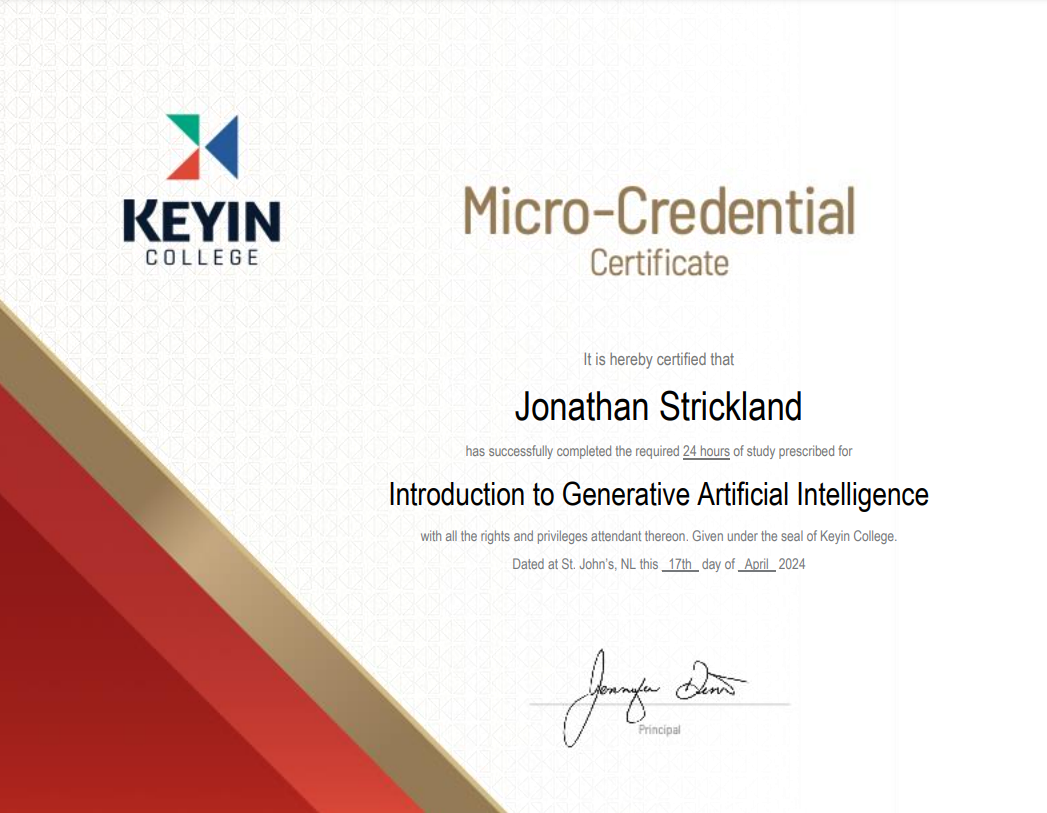 KEYIN
COLLEGE
Micro-Credential
Certificate
It is hereby certified that
Jonathan Strickland
has successfully completed the required 24 hours of study prescribed for
Introduction to Generative Artificial Intelligence
with all the rights and privileges attendant thereon. Given under the seal of Keyin College.
Dated at St. John's, NL this 17th day of April 2024
Principal